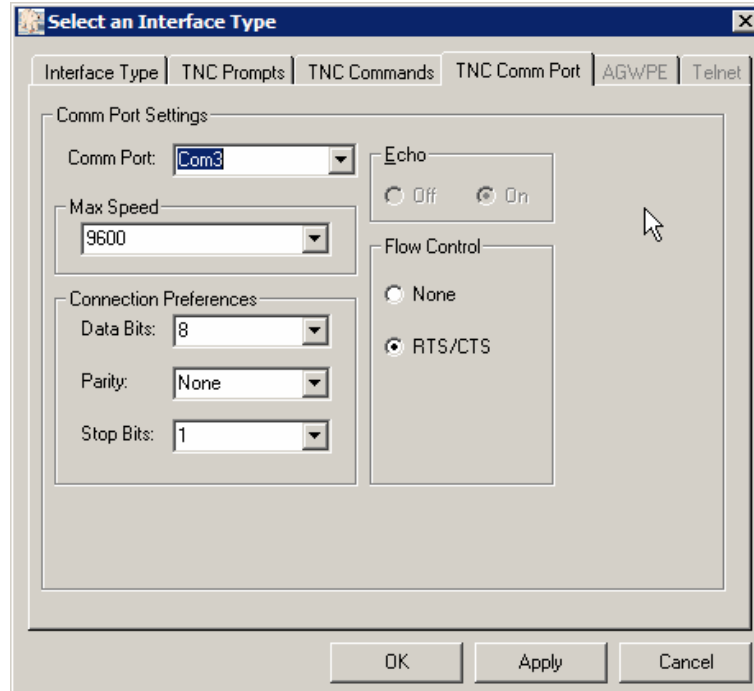 Select an Interface Type
Interface Type TNC Prompts TNC Commands TNC Comm Port AGWPE Telnet
Comm Port Settings
Comm Port: Com3
Max Speed
9600
Connection Preferences
Data Bits: 8
Parity: None
Stop Bits: 1
Echo
Off On
Flow Control
None
RTS/CTS
OK Apply Cancel